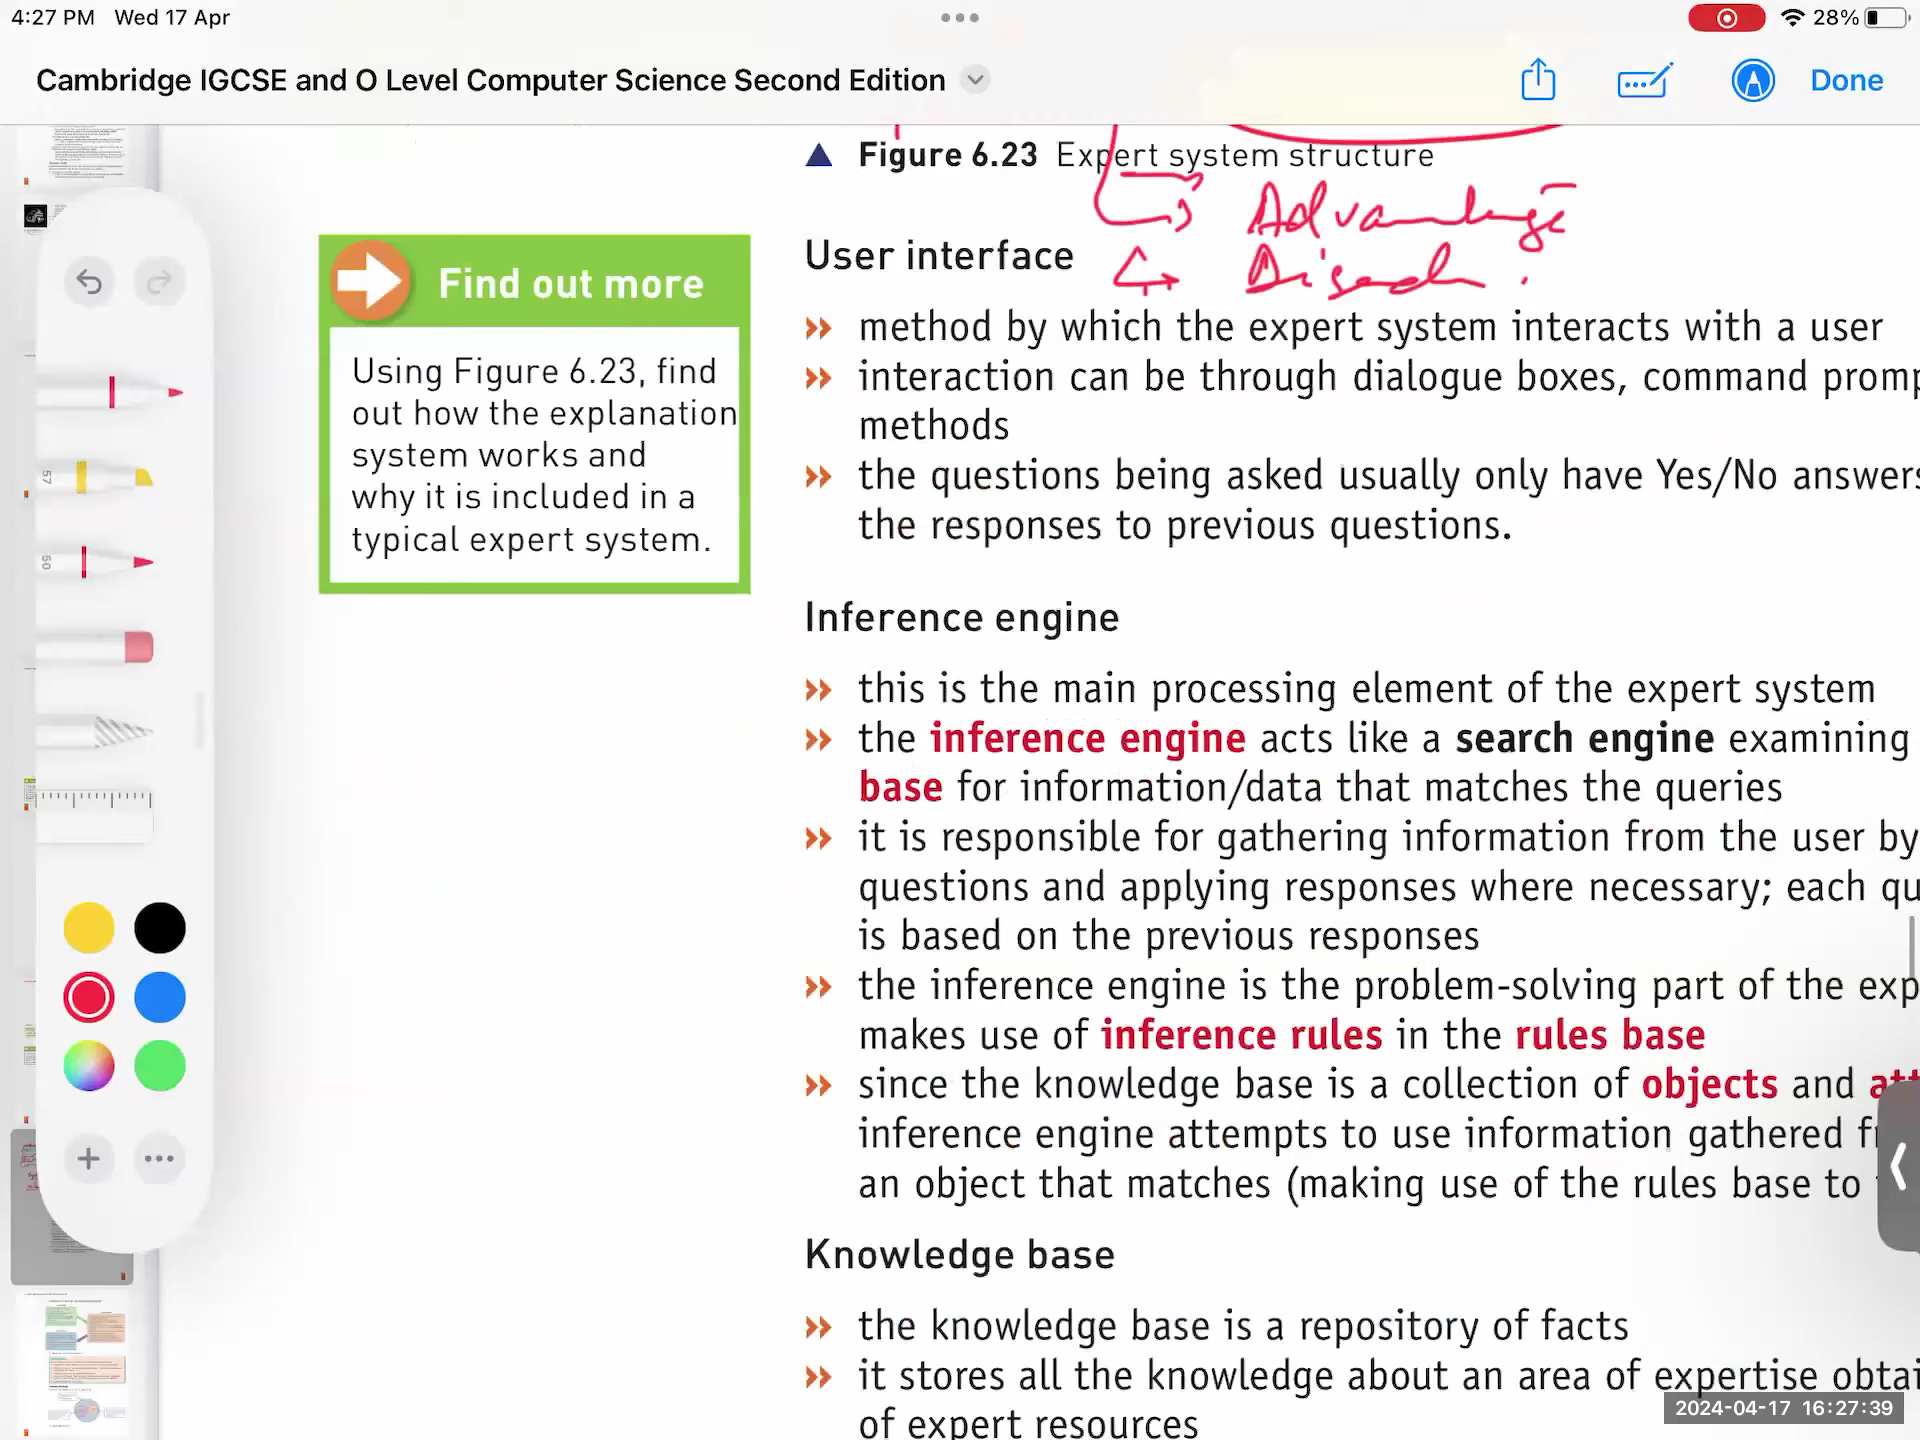 4:27 PM Wed 17 Apr
28%
Cambridge IGCSE and O Level Computer Science Second Edition
Done
Figure 6.23 Expert system structure
Advantage
Disadv.
Find out more
Using Figure 6.23, find
out how the explanation
system works and
why it is included in a
typical expert system.
User interface
method by which the expert system interacts with a user
interaction can be through dialogue boxes, command promp
methods
the questions being asked usually only have Yes/No answers
the responses to previous questions.
Inference engine
this is the main processing element of the expert system
the inference engine acts like a search engine examining
base for information/data that matches the queries
it is responsible for gathering information from the user by
questions and applying responses where necessary; each qu
is based on the previous responses
the inference engine is the problem-solving part of the exp
makes use of inference rules in the rules base
since the knowledge base is a collection of objects and att
inference engine attempts to use information gathered fr
an object that matches (making use of the rules base to
Knowledge base
the knowledge base is a repository of facts
it stores all the knowledge about an area of expertise obtai
of expert resources
57
50
2024-04-17 16:27:39